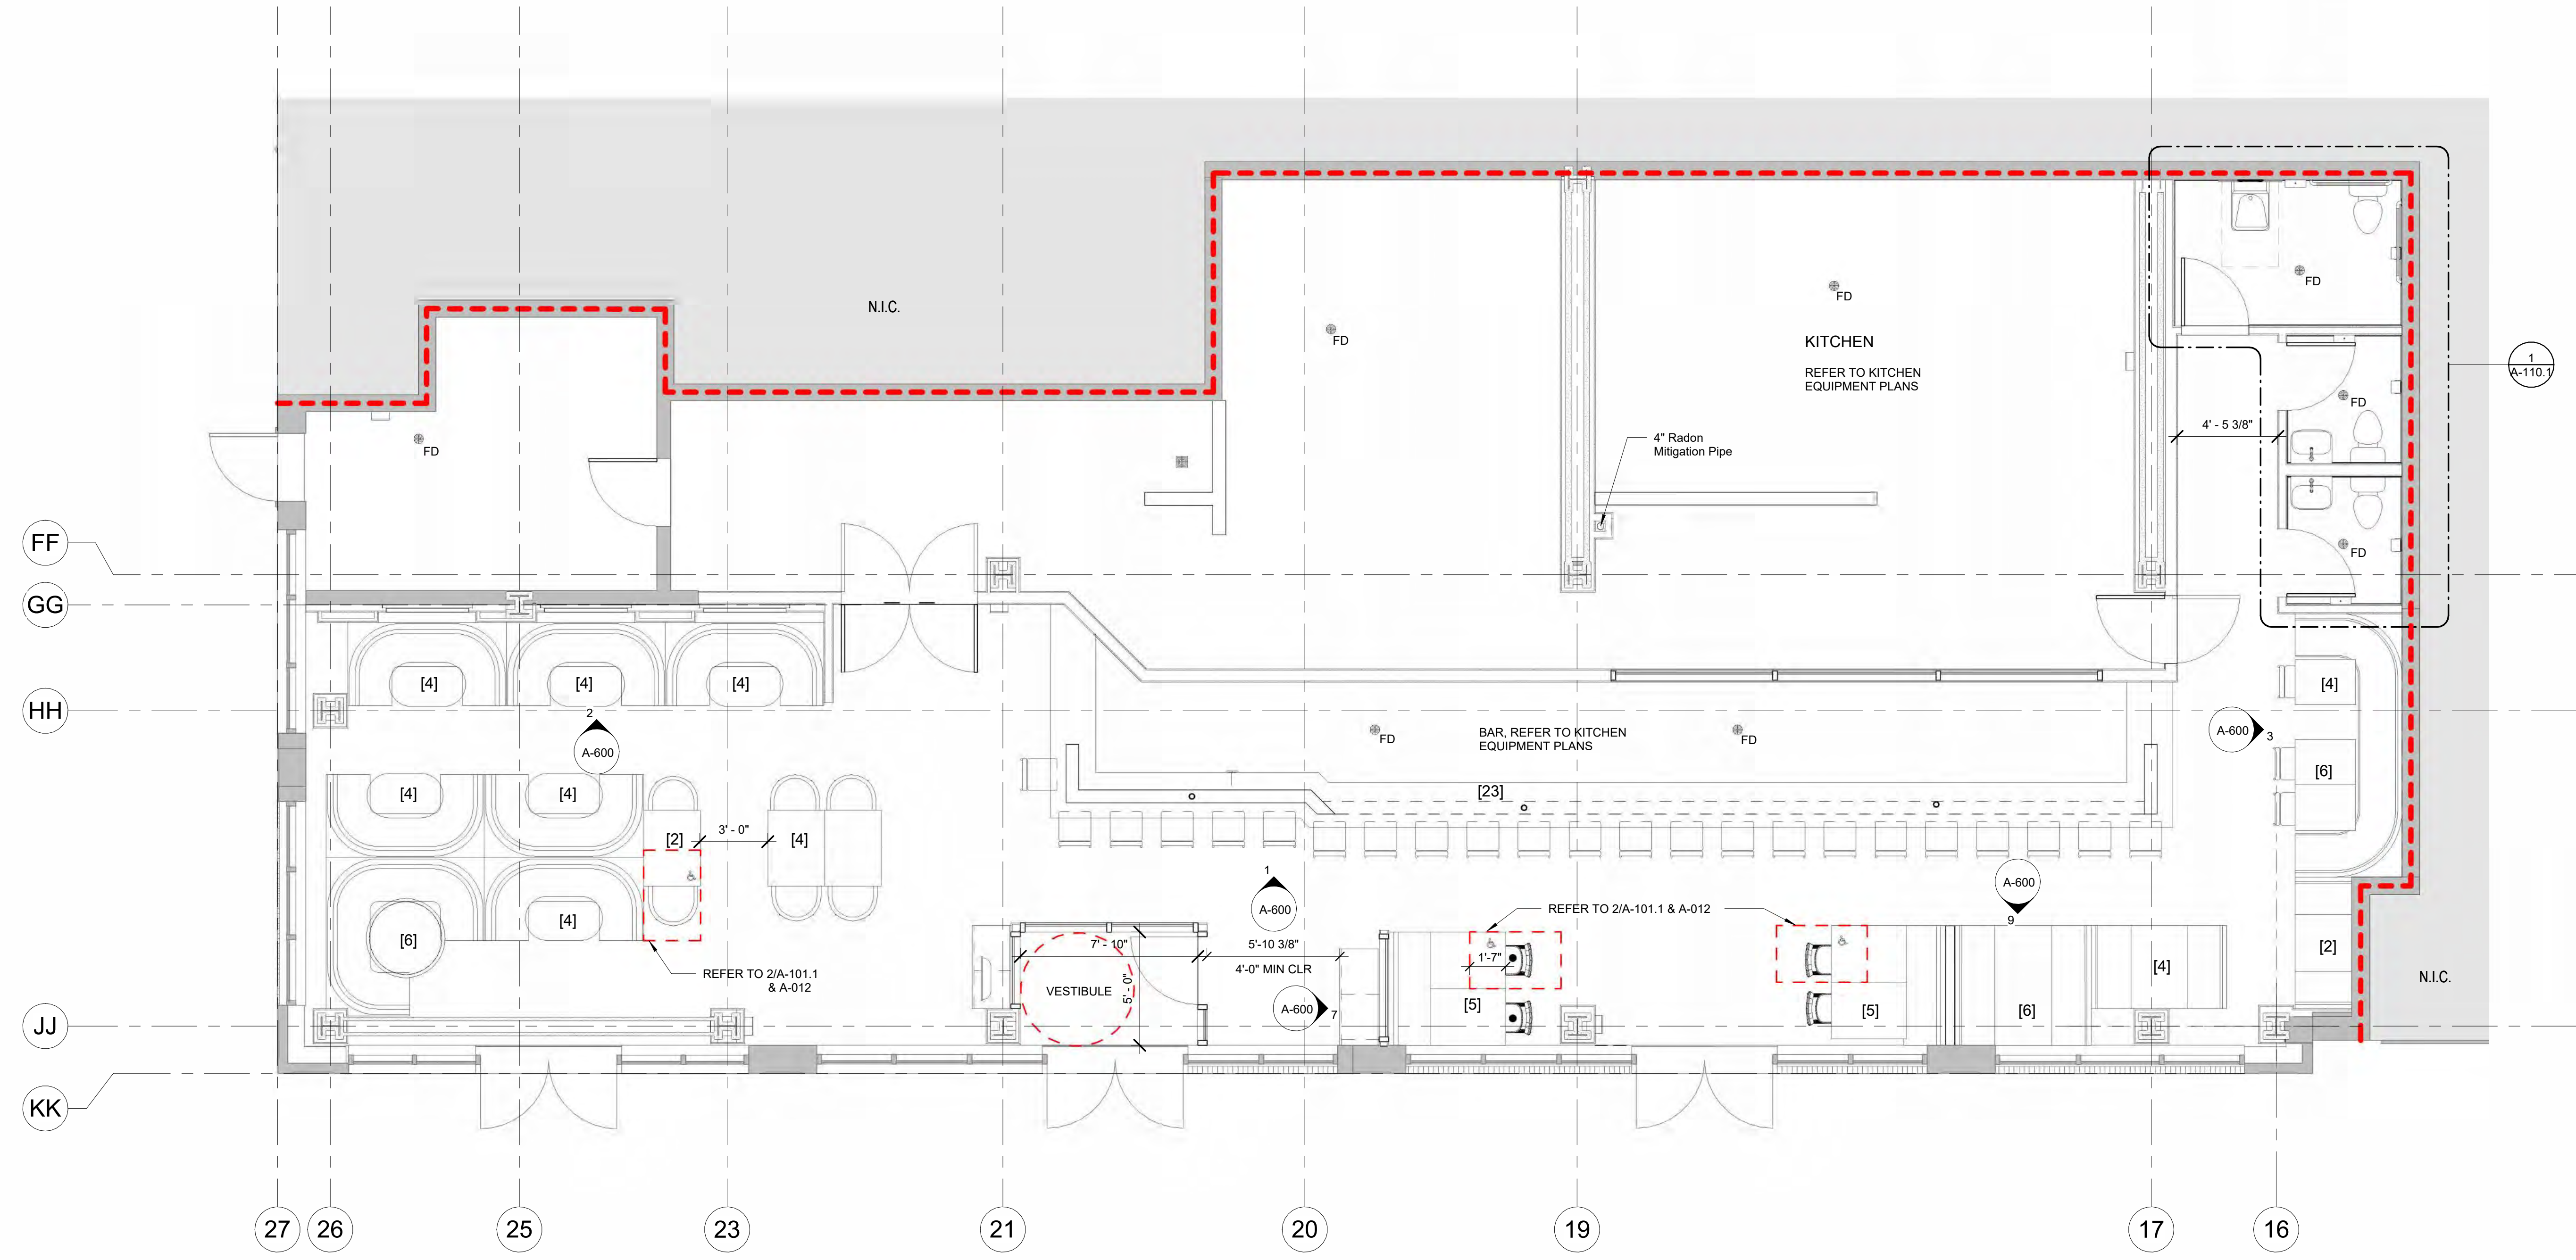 N.I.C.
FD
FD
FD
KITCHEN
REFER TO KITCHEN
EQUIPMENT PLANS
1
A-110.1
FD
4' - 5 3/8"
4" Radon
Mitigation Pipe
FD
FF
FD
GG
[4]
[4]
[4]
[4]
HH
2
A-600
FD
BAR, REFER TO KITCHEN
EQUIPMENT PLANS
FD
A-600
3
[6]
[4]
[4]
[23]
[2]
3' - 0"
[4]
1
A-600
A-600
9
[4]
[6]
REFER TO 2/A-101.1 & A-012
7' - 10"
5'-10 3/8"
4'-0" MIN CLR
1'-7"
[2]
REFER TO 2/A-101.1
& A-012
VESTIBULE
5' - 0"
[4]
N.I.C.
A-600
7
[5]
[5]
[6]
JJ
KK
27
26
25
23
21
20
19
17
16